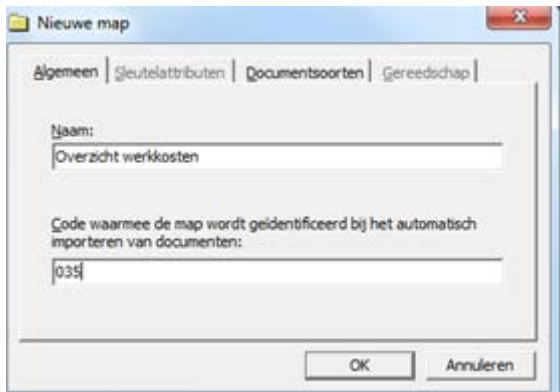 Nieuwe map
Algemeen Sleutelattributen Documentsoorten Gereedschap
Naam:
Overzicht werkkosten
Code waarmee de map wordt geïdentificeerd bij het automatisch
importeren van documenten:
035
OK Annuleren